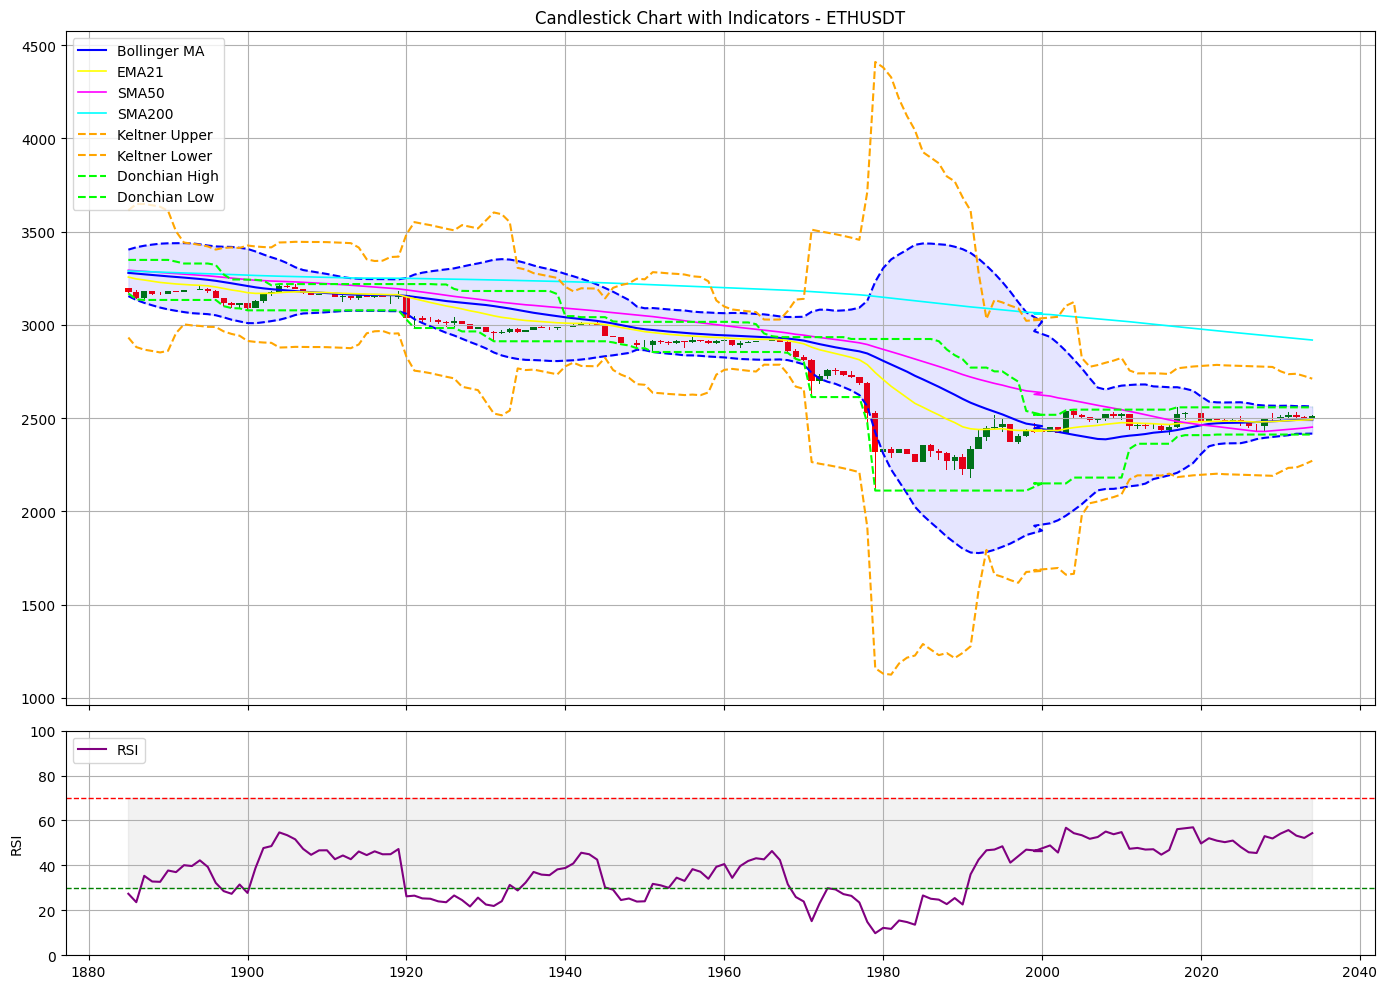 Candlestick Chart with Indicators - ETHUSDT
4500
4000
3500
3000
2500
2000
1500
1000
Bollinger MA
EMA21
SMA50
SMA200
Keltner Upper
Keltner Lower
Donchian High
Donchian Low
100
80
60
40
20
0
RSI
RSI
1880 1900 1920 1940 1960 1980 2000 2020 2040